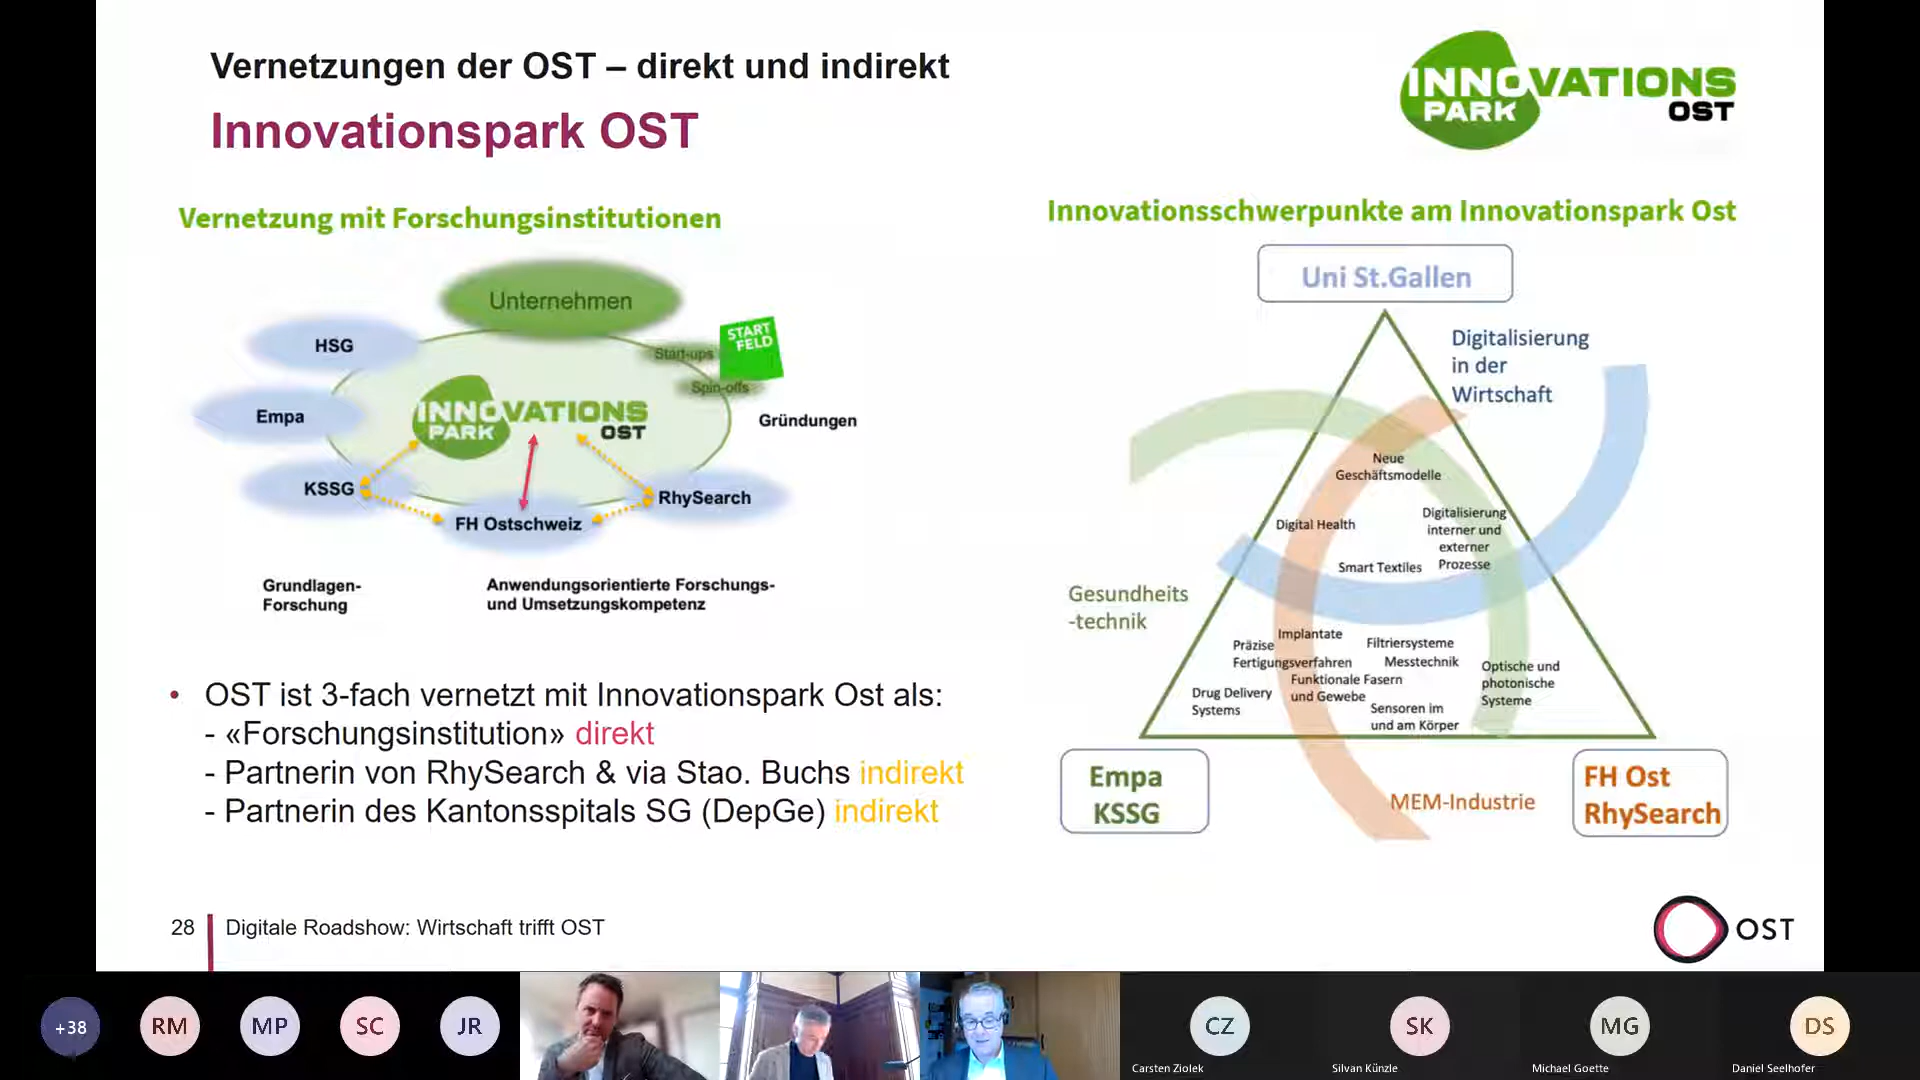 Vernetzungen der OST – direkt und indirekt
Innovationspark OST
INNOVATIONS
PARK OST
Vernetzung mit Forschungsinstitutionen
Unternehmen
HSG
START
FELD
Start-ups
Spin-offs
Empa
INNOVATIONS
PARK OST
Gründungen
KSSG
RhySearch
FH Ostschweiz
Grundlagen-
Forschung
Anwendungsorientierte Forschungs-
und Umsetzungskompetenz
• OST ist 3-fach vernetzt mit Innovationspark Ost als:
- «Forschungsinstitution» direkt
- Partnerin von RhySearch & via Stao. Buchs indirekt
- Partnerin des Kantonsspitals SG (DepGe) indirekt
Innovationsschwerpunkte am Innovationspark Ost
Uni St.Gallen
Digitalisierung
in der
Wirtschaft
Neue
Geschäftsmodelle
Digital Health
Digitalisierung
interner und
externer
Prozesse
Smart Textiles
Gesundheits
-technik
Implantate
Präzise
Fertigungsverfahren
Filtriersysteme
Messtechnik
Funktionale Fasern
und Gewebe
Optische und
photonische
Systeme
Drug Delivery
Systems
Sensoren im
und am Körper
Empa
KSSG
MEM-Industrie
FH Ost
RhySearch
28 Digitale Roadshow: Wirtschaft trifft OST
OST
+38
RM
MP
SC
JR
CZ
SK
MG
DS
Carsten Ziolek
Silvan Künzle
Michael Goette
Daniel Seelhofer